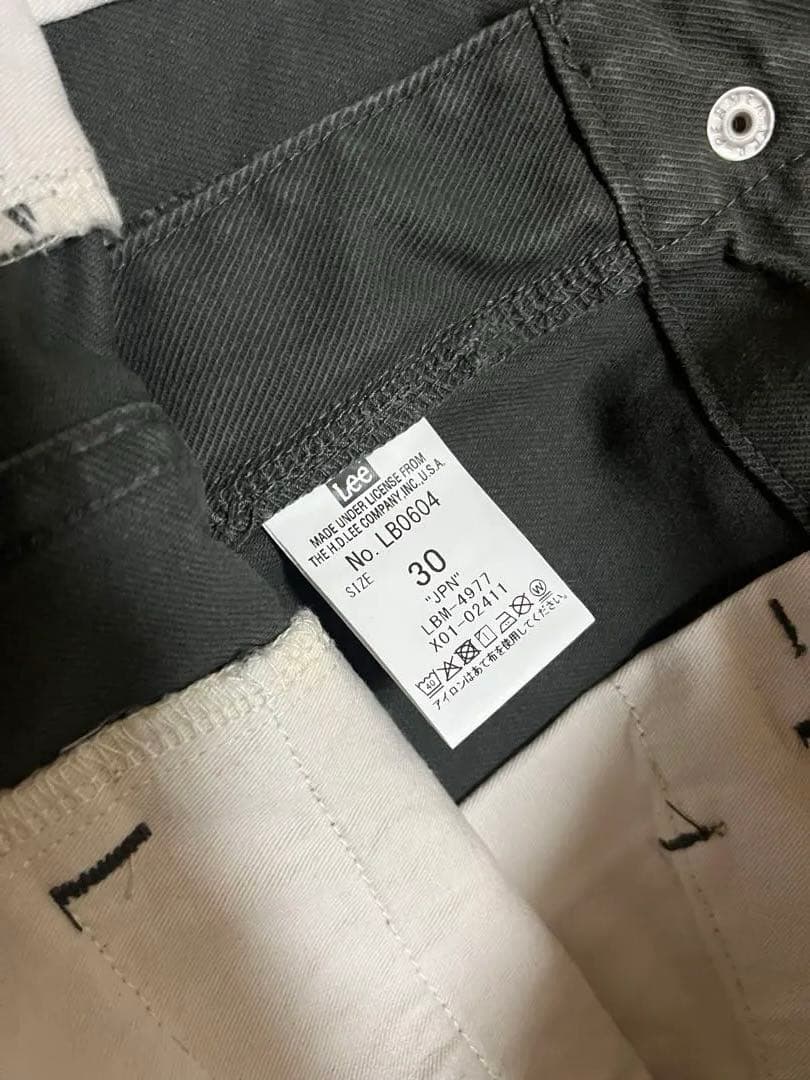 Lee
MADE UNDER LICENSE FROM
THE H.D.LEE COMPANY,INC.,U.S.A.
No. LB0604
SIZE 30
"JPN"
LBM-4977
X01-02411
40 W
アイロンはあて布を使用してください。